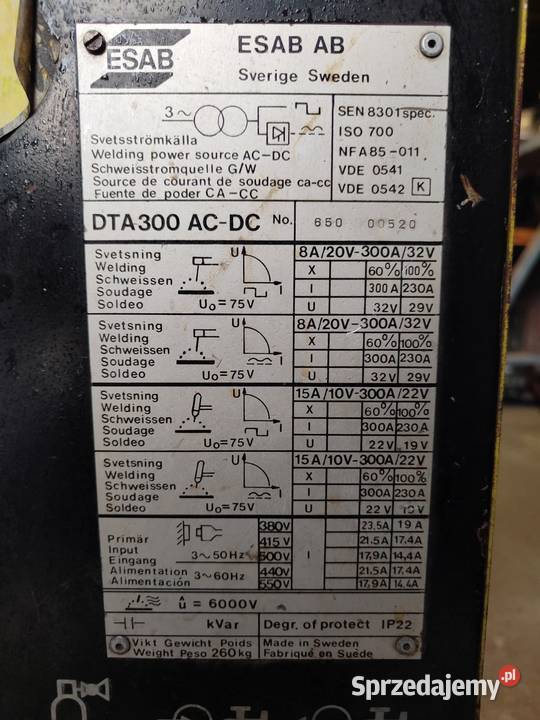 ESAB
ESAB AB
Sverige Sweden
3~
Svetsströmkälla
Welding power source AC-DC
Schweisstromquelle G/W
Source de courant de soudage ca-cc
Fuente de poder CA-CC
SEN 8301 spec.
ISO 700
NFA85-011
VDE 0541
VDE 0542 K
DTA300 AC-DC No. 650 00520
Svetsning
Welding
Schweissen
Soudage
Soldeo
U I
U₀=75V
8A/20V-300A/32V
X 60% 100%
I 300A 230A
U 32V 29V
Svetsning
Welding
Schweissen
Soudage
Soldeo
U I
U₀=75V
8A/20V-300A/32V
X 60% 100%
I 300A 230A
U 32V 29V
Svetsning
Welding
Schweissen
Soudage
Soldeo
U I
U₀=75V
15A/10V-300A/22V
X 60% 100%
I 300A 230A
U 22V 19V
Svetsning
Welding
Schweissen
Soudage
Soldeo
U I
U₀=75V
15A/10V-300A/22V
X 60% 100%
I 300A 230A
U 22V 19V
Primär
Input
Eingang
Alimentation
Alimentación
3~50Hz
3~60Hz
I
380V 23.5A 19A
415V 21.5A 17.4A
500V 17,9A 14,4A
440V 21.5A 17.4A
550V 17,9A 14.4A
û = 6000V
kVar Degr. of protect IP22
Vikt Gewicht Poids
Weight Peso 260kg
Made in Sweden
Fabriqué en Suède
Sprzedajemy.pl